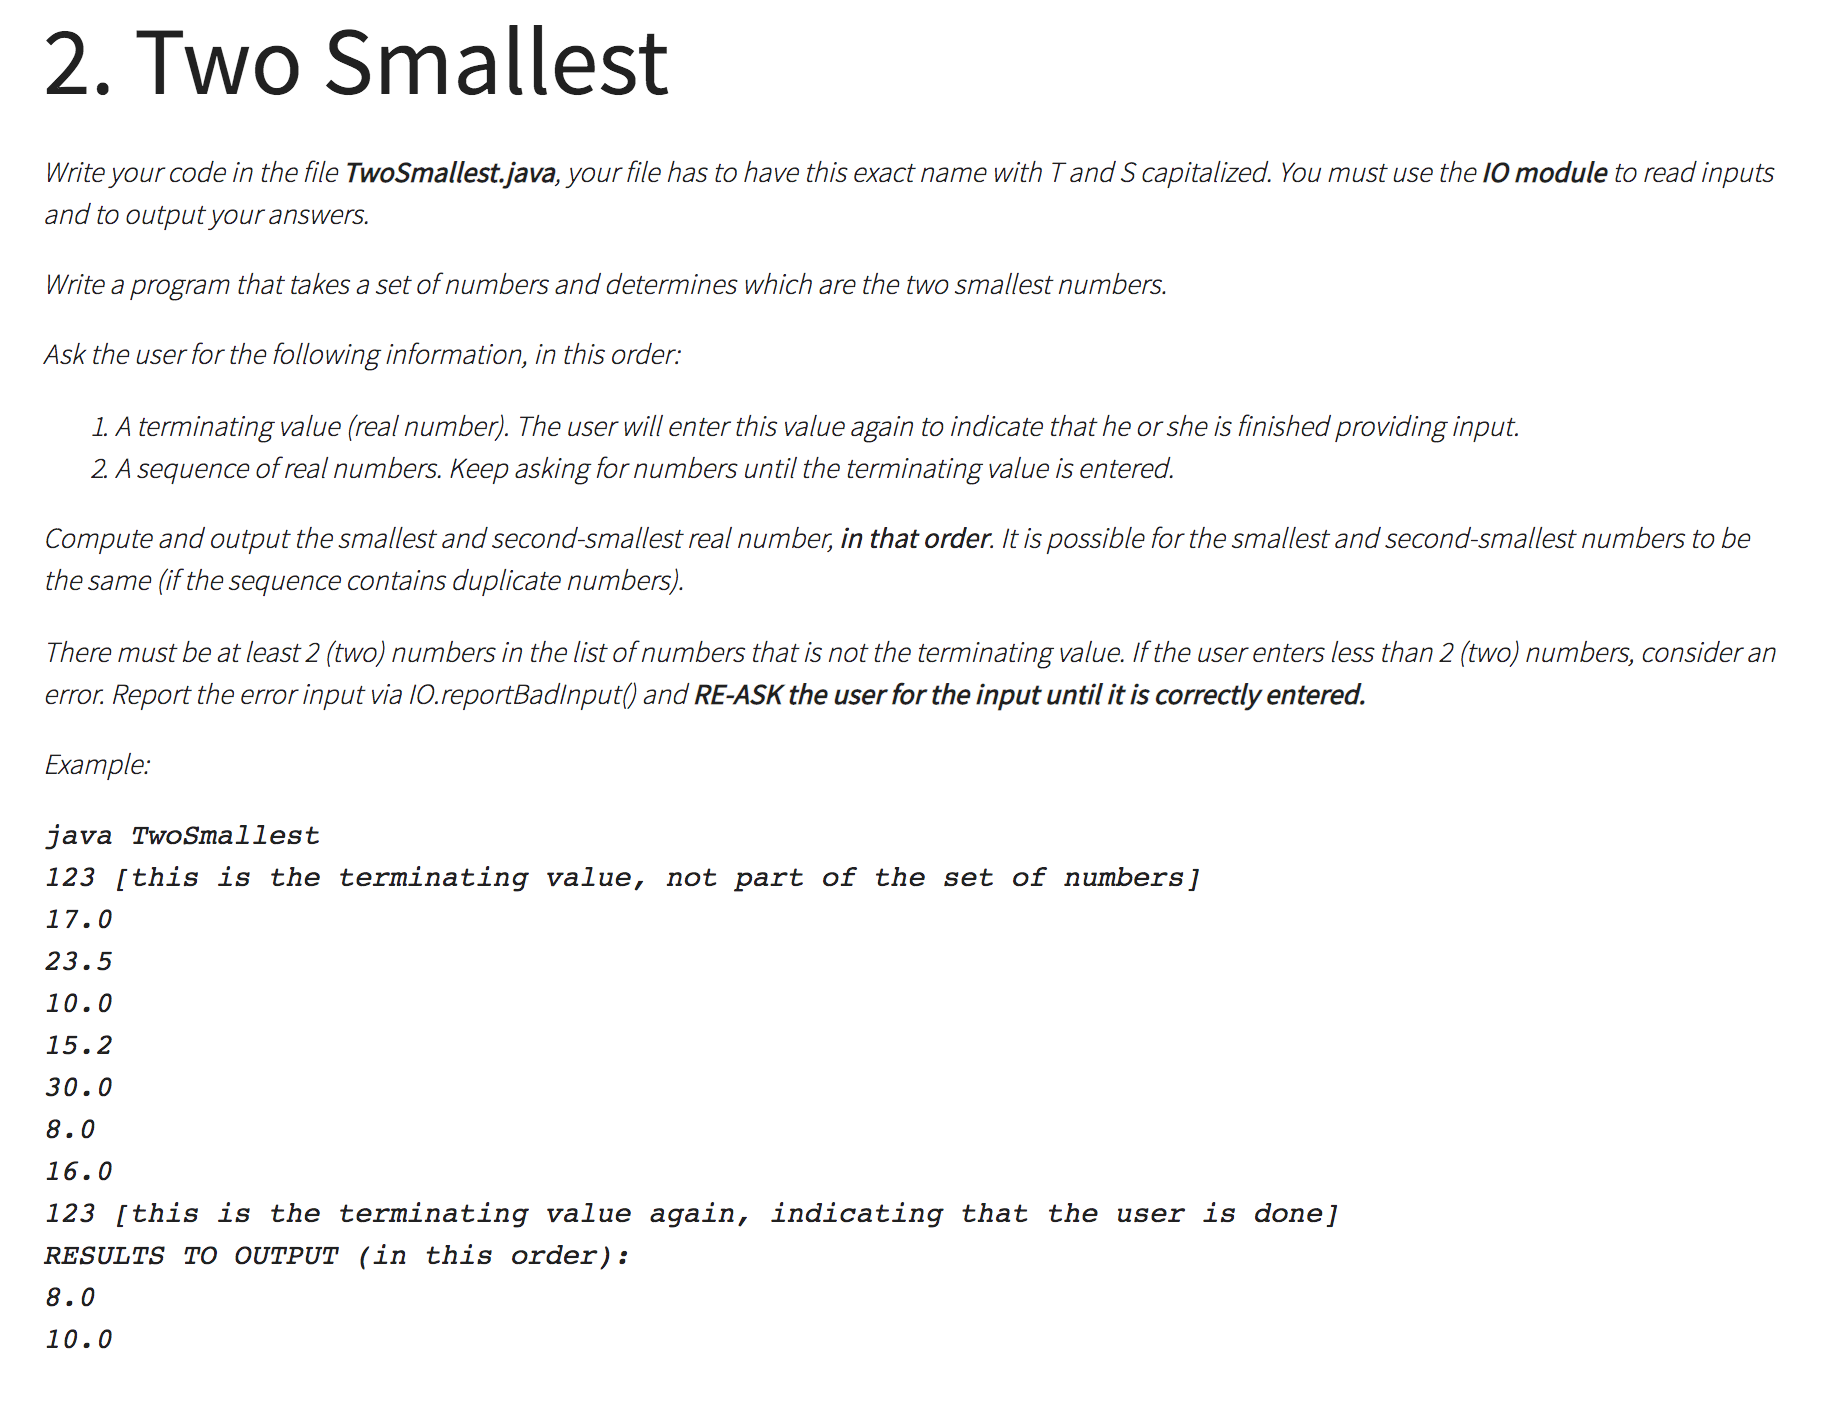 2. Two Smallest
Write your code in the file TwoSmallest.java, your file has to have this exact name with T and S capitalized. You must use the IO module to read inputs
and to output your answers.
Write a program that takes a set of numbers and determines which are the two smallest numbers.
Ask the user for the following information, in this order:
1. A terminating value (real number). The user will enter this value again to indicate that he or she is finished providing input.
2. A sequence of real numbers. Keep asking for numbers until the terminating value is entered.
Compute and output the smallest and second-smallest real number, in that order. It is possible for the smallest and second-smallest numbers to be
the same (if the sequence contains duplicate numbers).
There must be at least 2 (two) numbers in the list of numbers that is not the terminating value. If the user enters less than 2 (two) numbers, consider an
error. Report the error input via IO.reportBadInput() and RE-ASK the user for the input until it is correctly entered.
Example:
java TwoSmallest
123 [this is the terminating value, not part of the set of numbers]
17.0
23.5
10.0
15.2
30.0
8.0
16.0
123 [this is the terminating value again, indicating that the user is done]
RESULTS TO OUTPUT (in this order):
8.0
10.0